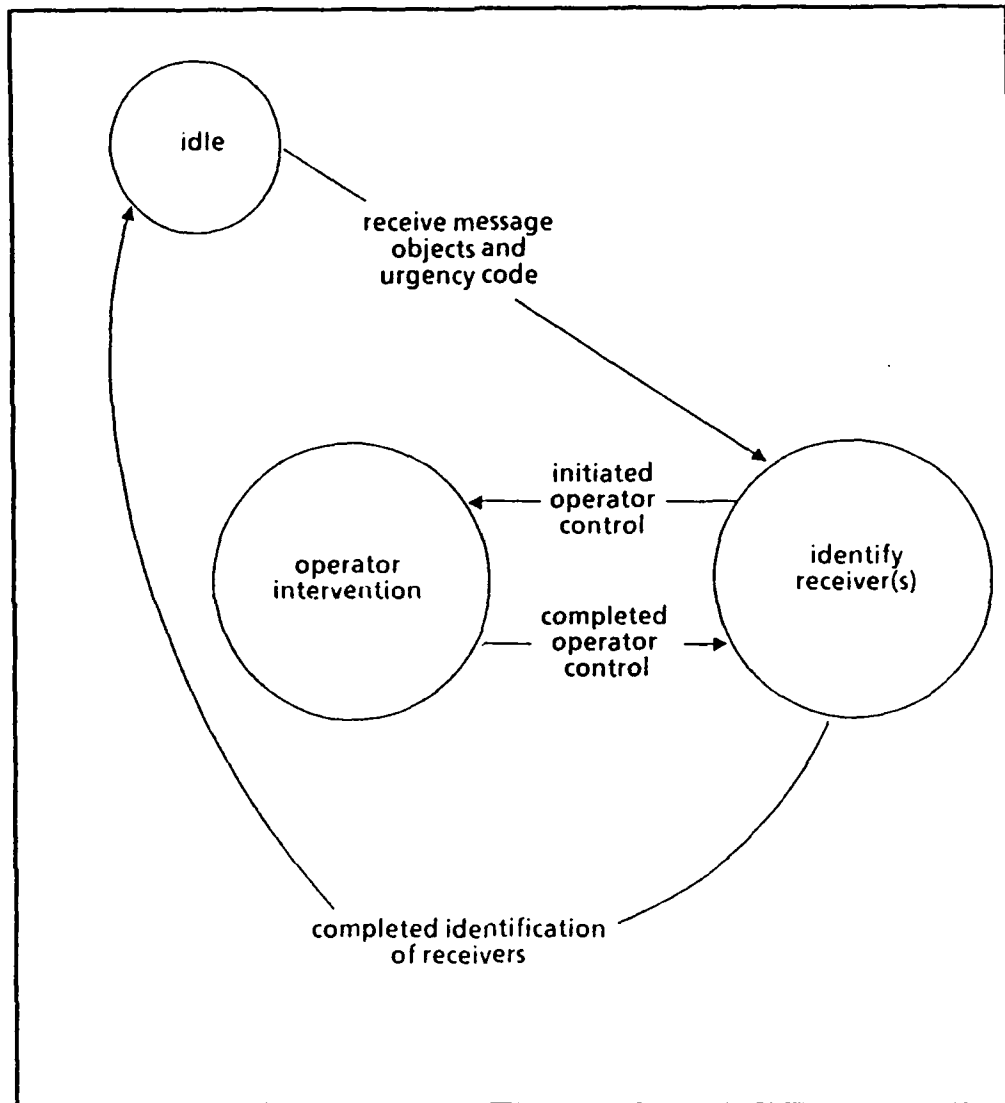 idle
receive message
objects and
urgency code
initiated
operator
control
operator
intervention
identify
receiver(s)
completed
operator
control
completed identification
of receivers